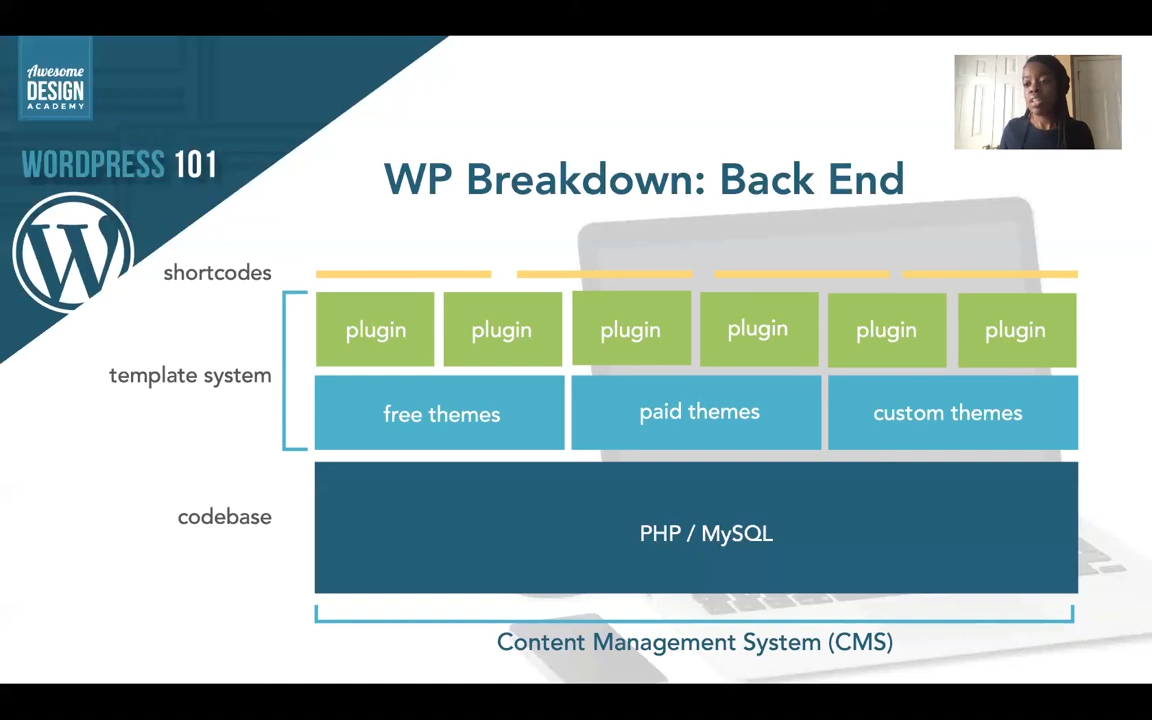 Awesome
DESIGN
ACADEMY
WORDPRESS 101
WP Breakdown: Back End
shortcodes
plugin plugin plugin plugin plugin plugin
template system
free themes paid themes custom themes
codebase
PHP / MySQL
Content Management System (CMS)